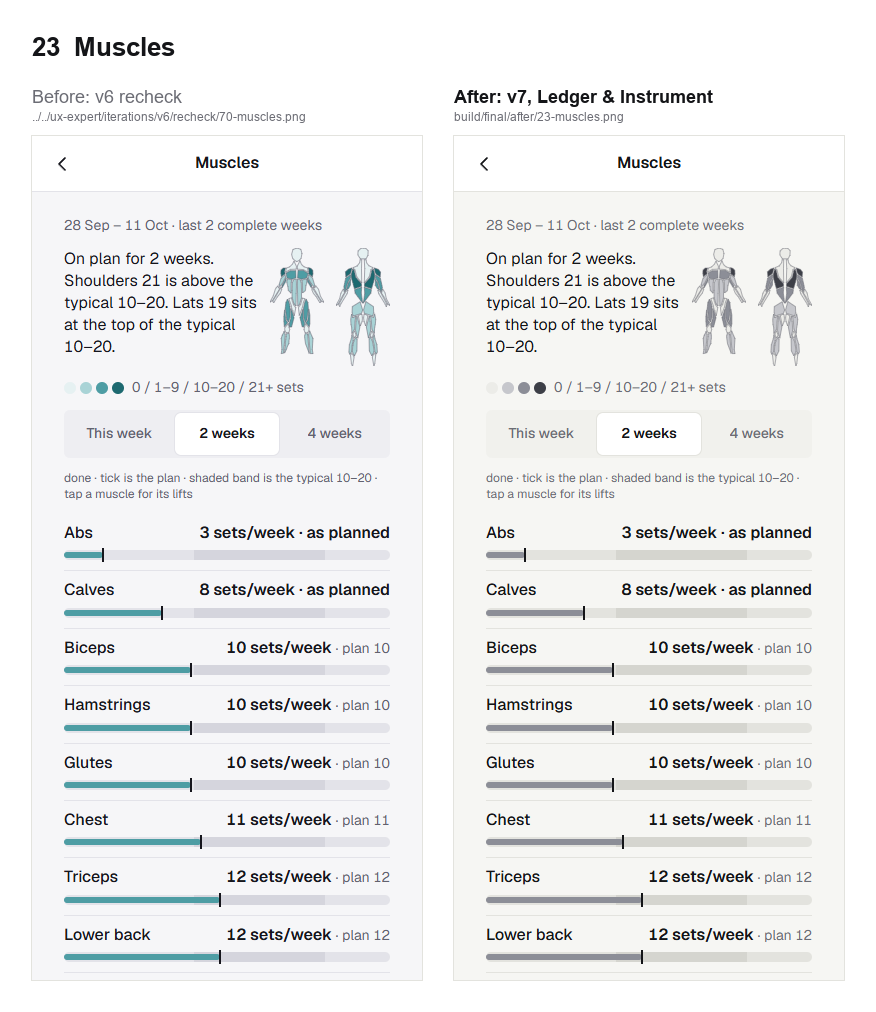 23 Muscles
Before: v6 recheck
../../ux-expert/iterations/v6/recheck/70-muscles.png
Muscles
28 Sep – 11 Oct · last 2 complete weeks
On plan for 2 weeks.
Shoulders 21 is above the
typical 10–20. Lats 19 sits
at the top of the typical
10–20.
0 / 1–9 / 10–20 / 21+ sets
This week
2 weeks
4 weeks
done · tick is the plan · shaded band is the typical 10–20 ·
tap a muscle for its lifts
Abs 3 sets/week · as planned
Calves 8 sets/week · as planned
Biceps 10 sets/week · plan 10
Hamstrings 10 sets/week · plan 10
Glutes 10 sets/week · plan 10
Chest 11 sets/week · plan 11
Triceps 12 sets/week · plan 12
Lower back 12 sets/week · plan 12
After: v7, Ledger & Instrument
build/final/after/23-muscles.png
Muscles
28 Sep – 11 Oct · last 2 complete weeks
On plan for 2 weeks.
Shoulders 21 is above the
typical 10–20. Lats 19 sits
at the top of the typical
10–20.
0 / 1–9 / 10–20 / 21+ sets
This week
2 weeks
4 weeks
done · tick is the plan · shaded band is the typical 10–20 ·
tap a muscle for its lifts
Abs 3 sets/week · as planned
Calves 8 sets/week · as planned
Biceps 10 sets/week · plan 10
Hamstrings 10 sets/week · plan 10
Glutes 10 sets/week · plan 10
Chest 11 sets/week · plan 11
Triceps 12 sets/week · plan 12
Lower back 12 sets/week · plan 12